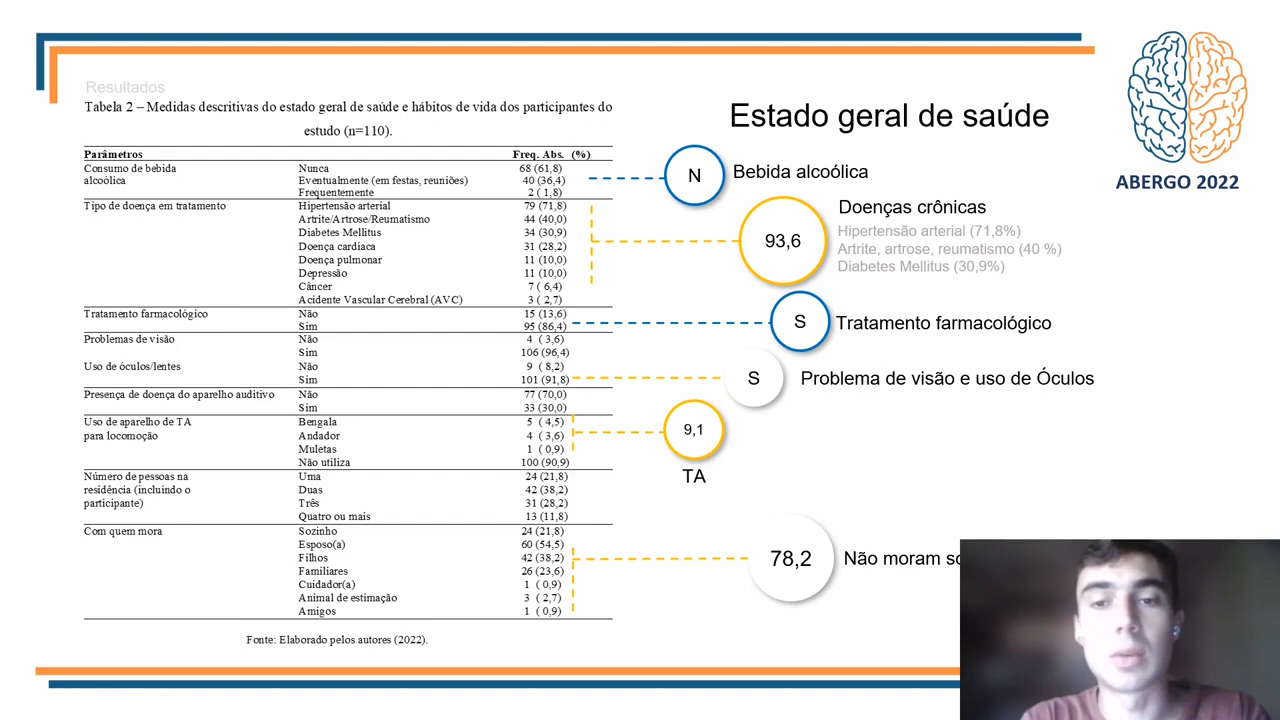 Resultados
Tabela 2 – Medidas descritivas do estado geral de saúde e hábitos de vida dos participantes do
estudo (n=110).
Parâmetros Freq. Abs. (%)
Consumo de bebida Nunca 68 (61,8)
alcoólica Eventualmente (em festas, reuniões) 40 (36,4)
Frequentemente 2 ( 1,8)
Tipo de doença em tratamento Hipertensão arterial 79 (71,8)
Artrite/Artrose/Reumatismo 44 (40,0)
Diabetes Mellitus 34 (30,9)
Doença cardíaca 31 (28,2)
Doença pulmonar 11 (10,0)
Depressão 11 (10,0)
Câncer 7 ( 6,4)
Acidente Vascular Cerebral (AVC) 3 ( 2,7)
Tratamento farmacológico Não 15 (13,6)
Sim 95 (86,4)
Problemas de visão Não 4 ( 3,6)
Sim 106 (96,4)
Uso de óculos/lentes Não 9 ( 8,2)
Sim 101 (91,8)
Presença de doença do aparelho auditivo Não 77 (70,0)
Sim 33 (30,0)
Uso de aparelho de TA Bengala 5 ( 4,5)
para locomoção Andador 4 ( 3,6)
Muletas 1 ( 0,9)
Não utiliza 100 (90,9)
Número de pessoas na Uma 24 (21,8)
residência (incluindo o Duas 42 (38,2)
participante) Três 31 (28,2)
Quatro ou mais 13 (11,8)
Com quem mora Sozinho 24 (21,8)
Esposo(a) 60 (54,5)
Filhos 42 (38,2)
Familiares 26 (23,6)
Cuidador(a) 1 ( 0,9)
Animal de estimação 3 ( 2,7)
Amigos 1 ( 0,9)
Fonte: Elaborado pelos autores (2022).
Estado geral de saúde
N Bebida alcoólica
93,6
Doenças crônicas
Hipertensão arterial (71,8%)
Artrite, artrose, reumatismo (40 %)
Diabetes Mellitus (30,9%)
S Tratamento farmacológico
S Problema de visão e uso de Óculos
9,1
TA
78,2 Não moram
ABERGO 2022